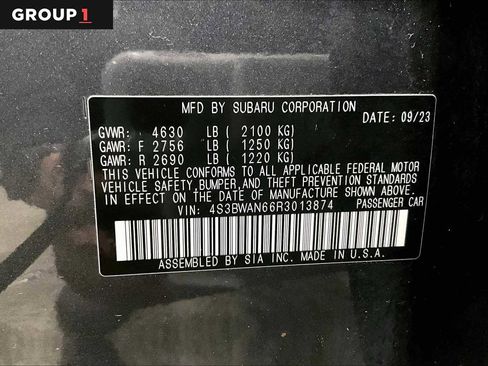 GROUP 1
MFD BY SUBARU CORPORATION
DATE: 09/23
GVWR: 4630 LB ( 2100 KG)
GAWR: F 2756 LB ( 1250 KG)
GAWR: R 2690 LB ( 1220 KG)
THIS VEHICLE CONFORMS TO ALL APPLICABLE FEDERAL MOTOR
VEHICLE SAFETY, BUMPER, AND THEFT PREVENTION STANDARDS
IN EFFECT ON THE DATE OF MANUFACTURE SHOWN ABOVE.
VIN: 4S3BWAN66R3013874 PASSENGER CAR
ASSEMBLED BY SIA INC. IN U.S.A.